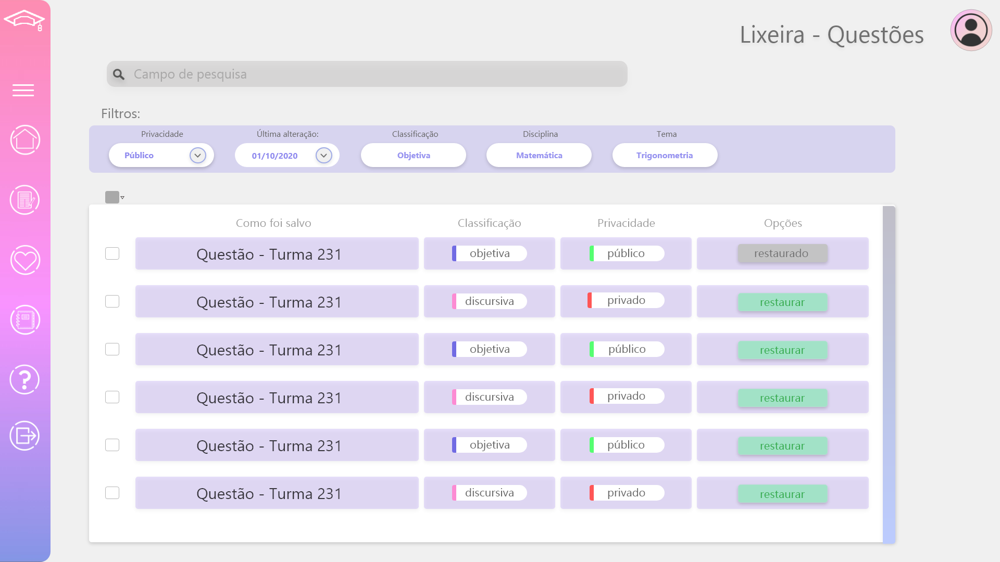 Lixeira - Questões
Campo de pesquisa
Filtros:
Privacidade Última alteração: Classificação Disciplina Tema
Público 01/10/2020 Objetiva Matemática Trigonometria
Como foi salvo Classificação Privacidade Opções
Questão - Turma 231 objetiva público restaurado
Questão - Turma 231 discursiva privado restaurar
Questão - Turma 231 objetiva público restaurar
Questão - Turma 231 discursiva privado restaurar
Questão - Turma 231 objetiva público restaurar
Questão - Turma 231 discursiva privado restaurar